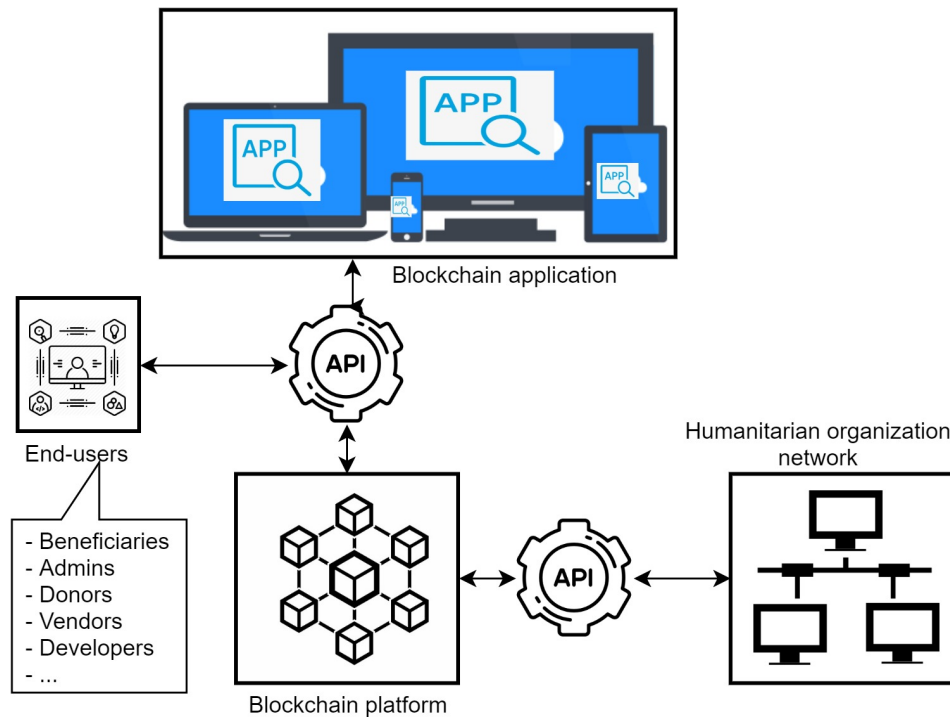 APP
APP
APP
APP
Blockchain application
API
End-users
- Beneficiaries
- Admins
- Donors
- Vendors
- Developers
- ...
Humanitarian organization
network
API
Blockchain platform